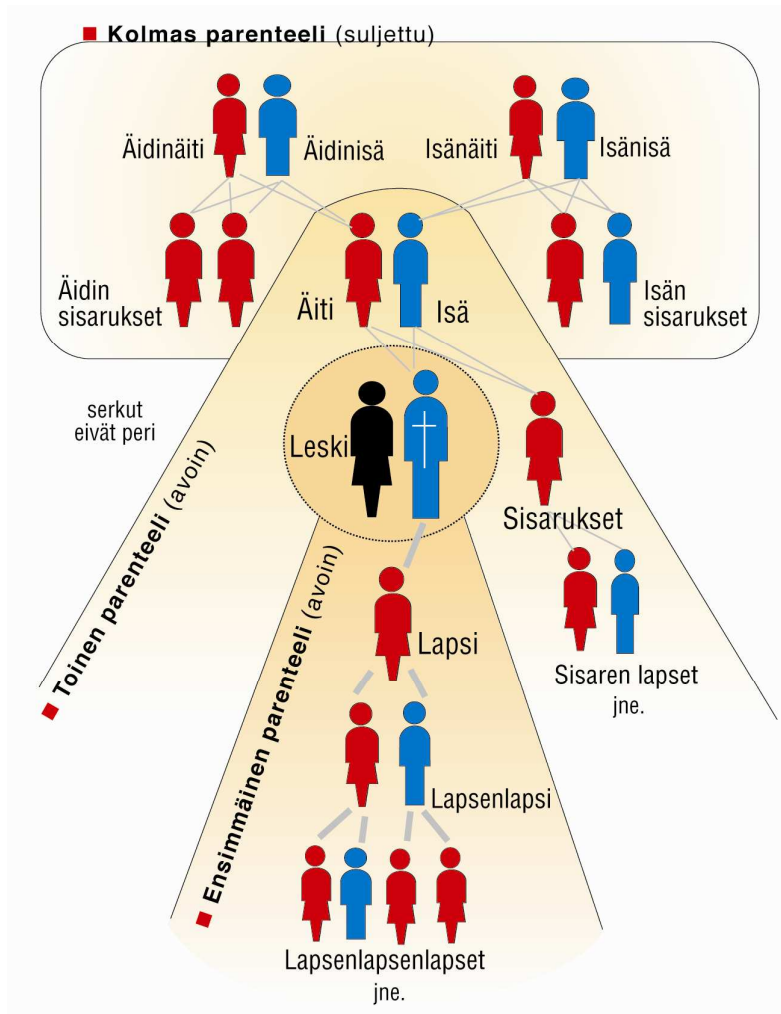 Kolmas parenteeli (suljettu)
Äidinäiti
Äidinisä
Isänäiti
Isänisä
Äidin
sisarukset
Äiti
Isä
Isän
sisarukset
serkut
eivät peri
Leski
Sisarukset
Toinen parenteeli (avoin)
Ensimmäinen parenteeli (avoin)
Lapsi
Sisaren lapset
jne.
Lapsenlapsi
Lapsenlapsenlapset
jne.